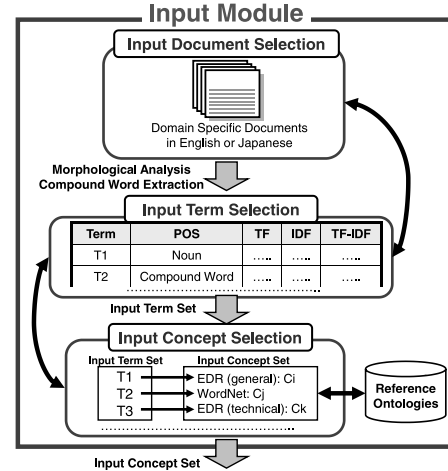 Input Module
Input Document Selection
Domain Specific Documents
in English or Japanese
Morphological Analysis
Compound Word Extraction
Input Term Selection
Term POS TF IDF TF-IDF
T1 Noun ..... ..... .....
T2 Compound Word ..... ..... .....
......................................
Input Term Set
Input Concept Selection
Input Term Set Input Concept Set
T1 EDR (general): Ci
T2 WordNet: Cj
T3 EDR (technical): Ck
......................................
Reference
Ontologies
Input Concept Set